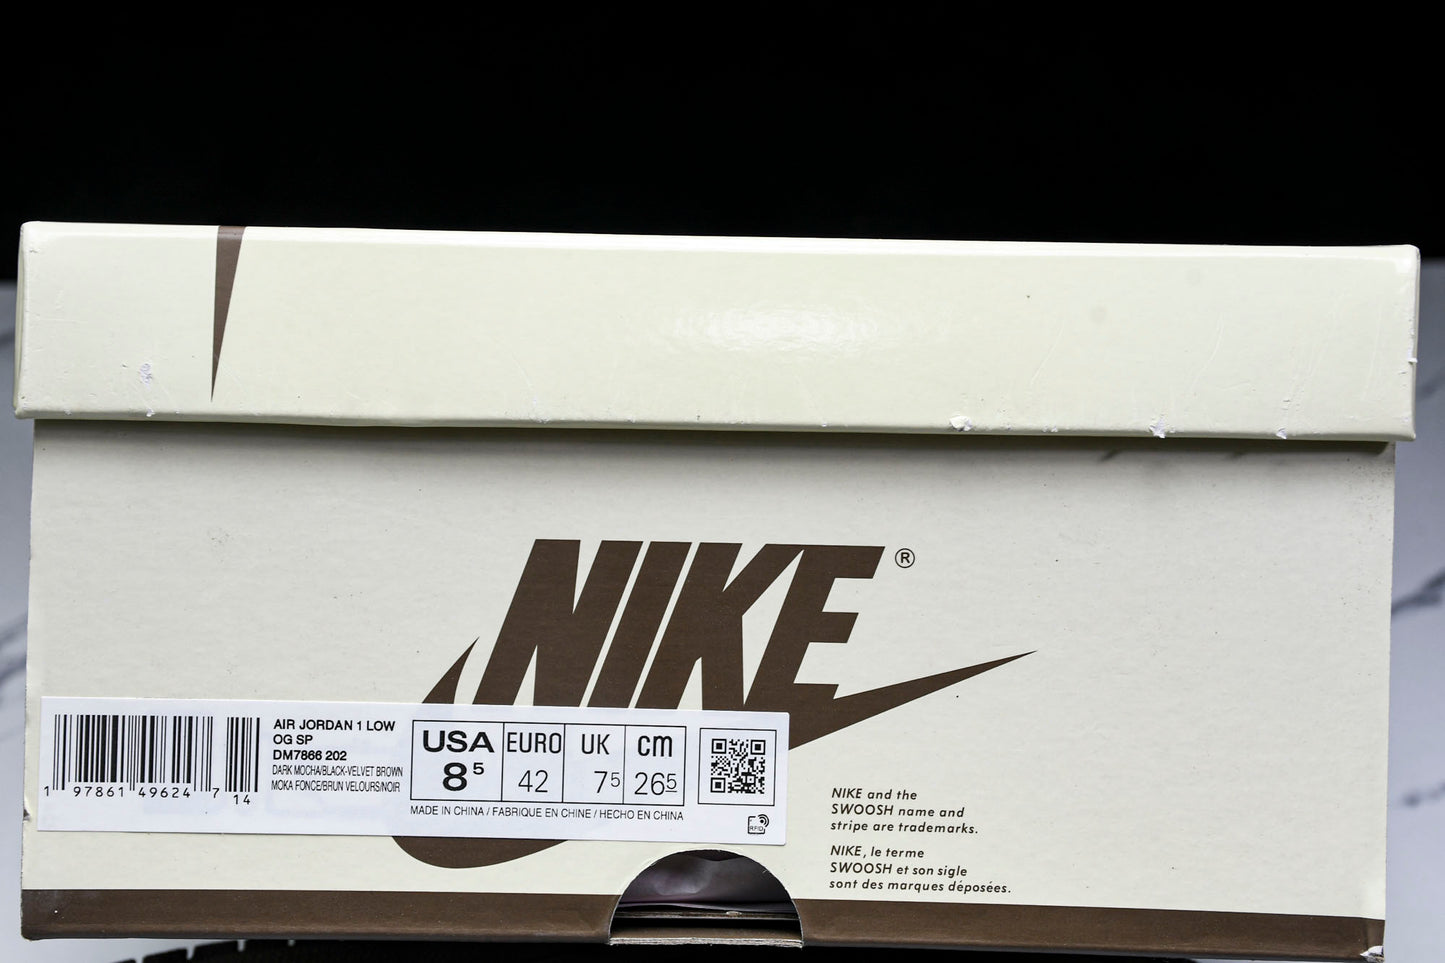 NIKE®
1 97861 49624 7
14
AIR JORDAN 1 LOW
OG SP
DM7866 202
DARK MOCHA/BLACK-VELVET BROWN
MOKA FONCE/BRUN VELOURS/NOIR
USA EURO UK cm
8⁵ 42 7⁵ 26⁵
MADE IN CHINA / FABRIQUE EN CHINE / HECHO EN CHINA
RFID
NIKE and the
SWOOSH name and
stripe are trademarks.
NIKE, le terme
SWOOSH et son sigle
sont des marques déposées.